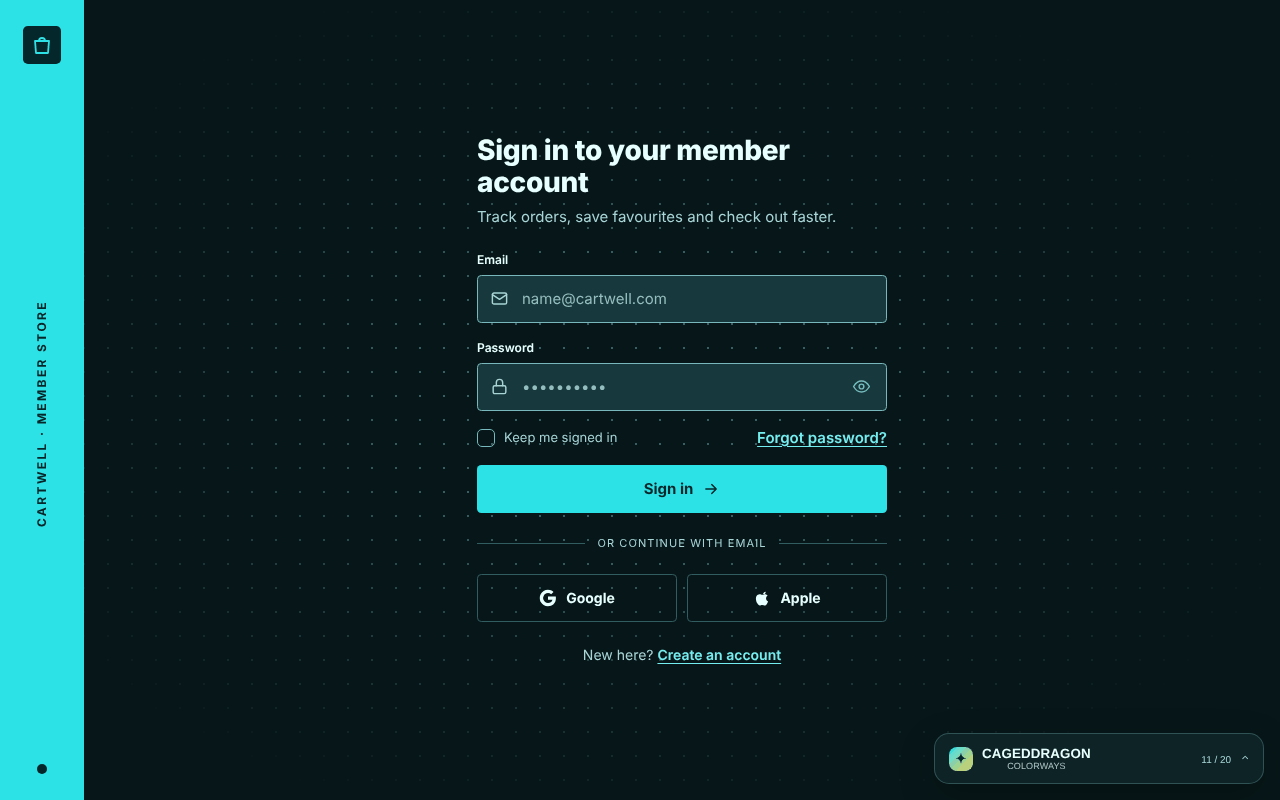 CARTWELL · MEMBER STORE
Sign in to your member
account
Track orders, save favourites and check out faster.
Email
name@cartwell.com
Password
••••••••••
Keep me signed in
Forgot password?
Sign in →
OR CONTINUE WITH EMAIL
Google
Apple
New here? Create an account
CAGEDDRAGON
COLORWAYS
11 / 20